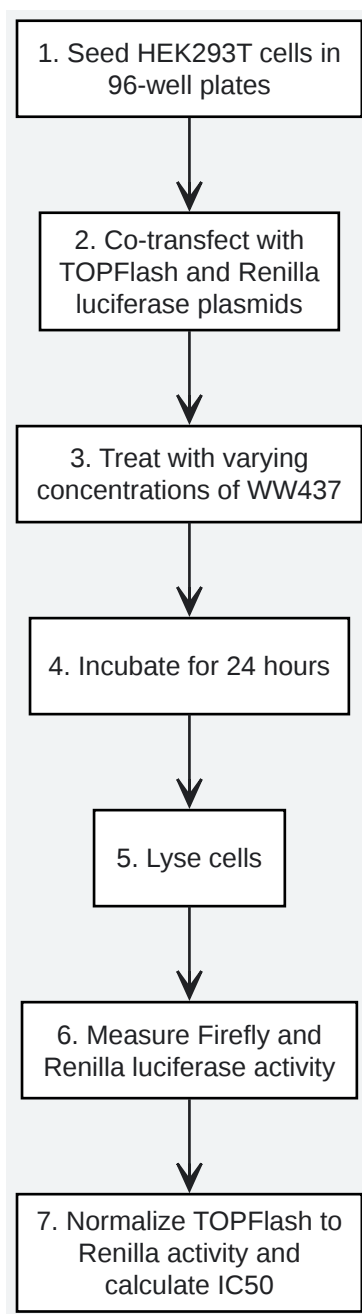 1. Seed HEK293T cells in
96-well plates
2. Co-transfect with
TOPFlash and Renilla
luciferase plasmids
3. Treat with varying
concentrations of WW437
4. Incubate for 24 hours
5. Lyse cells
6. Measure Firefly and
Renilla luciferase activity
7. Normalize TOPFlash to
Renilla activity and
calculate IC50